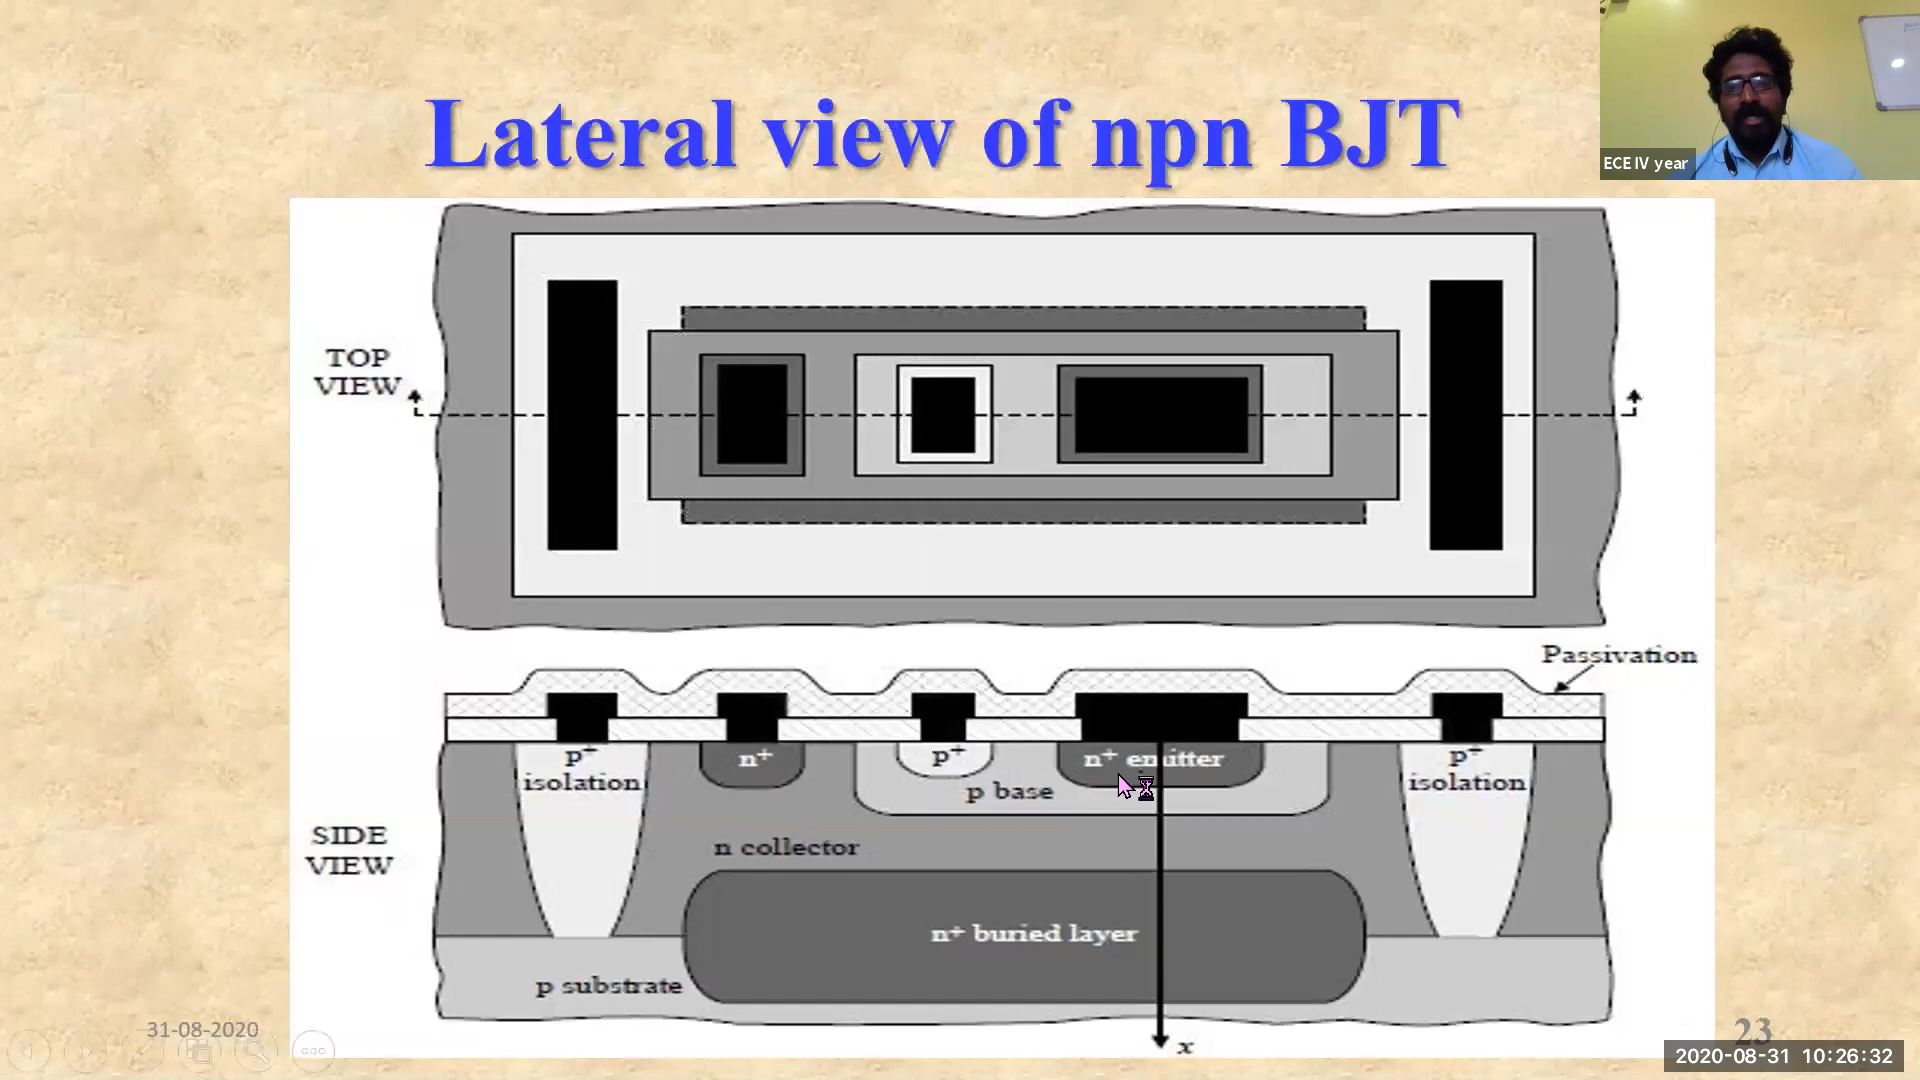 Lateral view of npn BJT
ECE IV year
TOP
VIEW
Passivation
p+
isolation
n+
p+
n+ emitter
p+
isolation
p base
SIDE
VIEW
n collector
n+ buried layer
p substrate
x
31-08-2020
23
2020-08-31 10:26:32